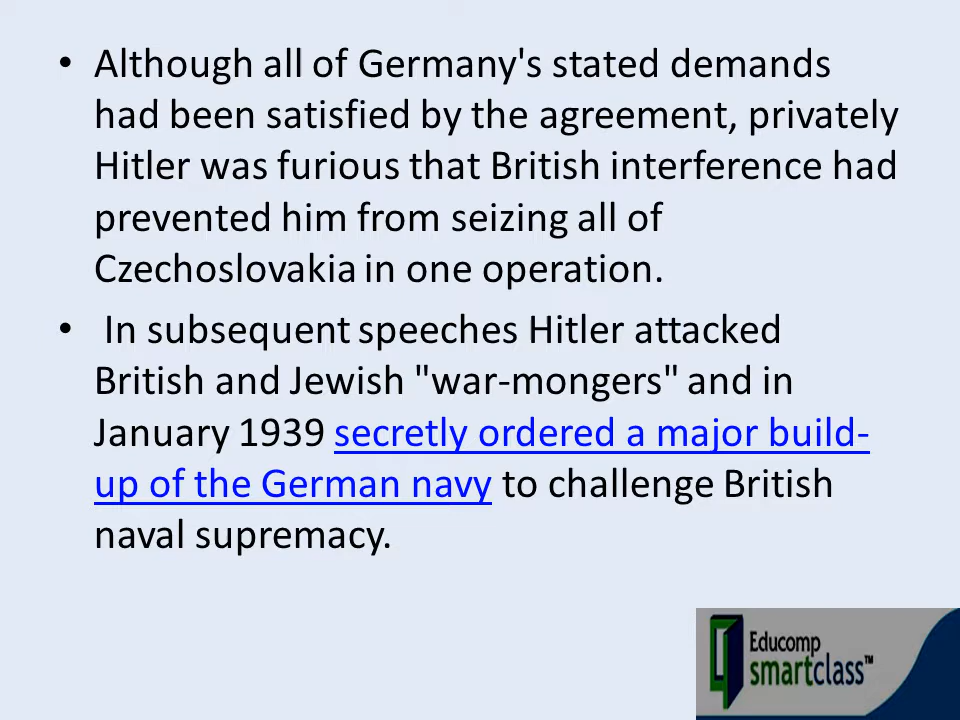 • Although all of Germany's stated demands
had been satisfied by the agreement, privately
Hitler was furious that British interference had
prevented him from seizing all of
Czechoslovakia in one operation.
• In subsequent speeches Hitler attacked
British and Jewish "war-mongers" and in
January 1939 secretly ordered a major build-
up of the German navy to challenge British
naval supremacy.
Educomp
smartclass™